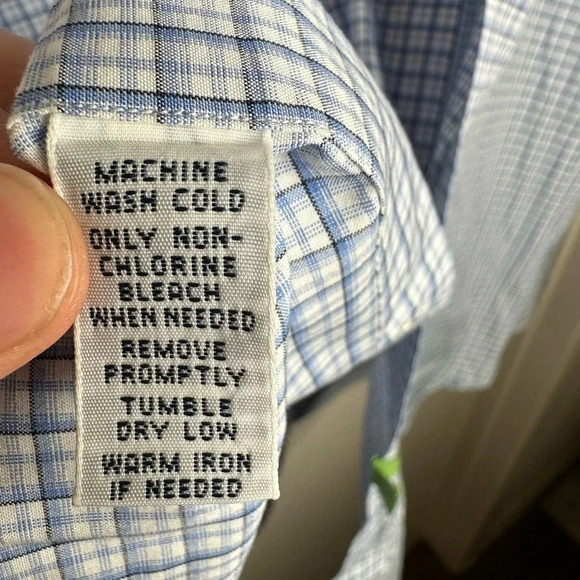 MACHINE
WASH COLD
ONLY NON-
CHLORINE
BLEACH
WHEN NEEDED
REMOVE
PROMPTLY
TUMBLE
DRY LOW
WARM IRON
IF NEEDED